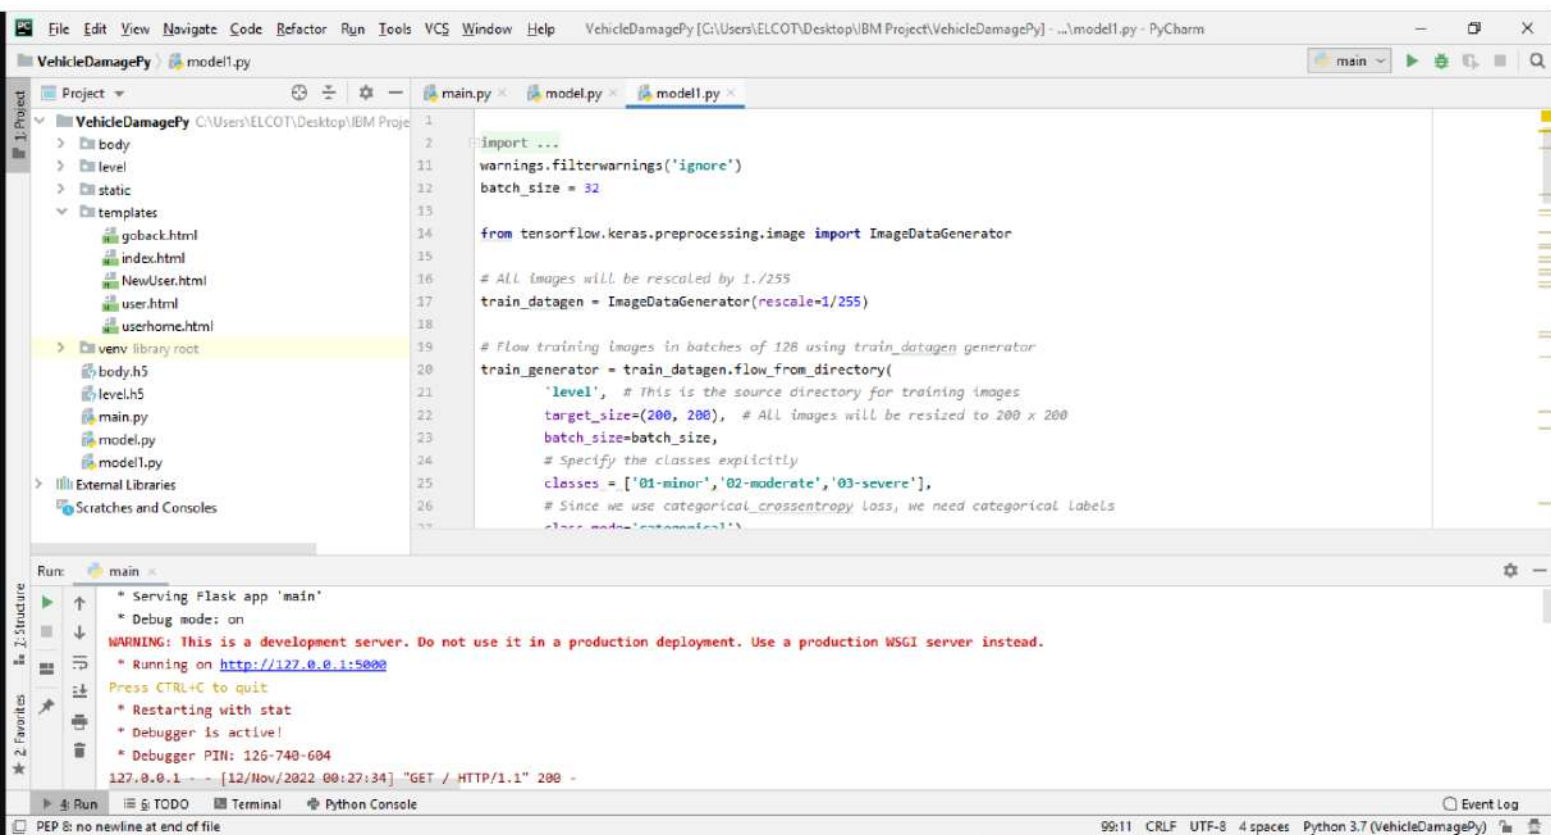 File Edit View Navigate Code Refactor Run Tools VCS Window Help VehicleDamagePy [C:\Users\ELCOT\Desktop\IBM Project\VehicleDamagePy] - ...\model1.py - PyCharm
VehicleDamagePy model1.py main
1: Project
Project main.py model.py model1.py
VehicleDamagePy C:\Users\ELCOT\Desktop\IBM Proje
body
level
static
templates
goback.html
index.html
NewUser.html
user.html
userhome.html
venv library root
body.h5
level.h5
main.py
model.py
model1.py
External Libraries
Scratches and Consoles
1
2 import ...
11 warnings.filterwarnings('ignore')
12 batch_size = 32
13
14 from tensorflow.keras.preprocessing.image import ImageDataGenerator
15
16 # All images will be rescaled by 1./255
17 train_datagen = ImageDataGenerator(rescale=1/255)
18
19 # Flow training images in batches of 128 using train_datagen generator
20 train_generator = train_datagen.flow_from_directory(
21 'level', # This is the source directory for training images
22 target_size=(200, 200), # All images will be resized to 200 x 200
23 batch_size=batch_size,
24 # Specify the classes explicitly
25 classes = ['01-minor','02-moderate','03-severe'],
26 # Since we use categorical_crossentropy loss, we need categorical labels
27 class_mode='categorical')
Run: main
* Serving Flask app 'main'
* Debug mode: on
WARNING: This is a development server. Do not use it in a production deployment. Use a production WSGI server instead.
* Running on http://127.0.0.1:5000
Press CTRL+C to quit
* Restarting with stat
* Debugger is active!
* Debugger PIN: 126-740-604
127.0.0.1 - - [12/Nov/2022 00:27:34] "GET / HTTP/1.1" 200 -
Z: Structure
2: Favorites
4: Run 6: TODO Terminal Python Console Event Log
PEP 8: no newline at end of file 99:11 CRLF UTF-8 4 spaces Python 3.7 (VehicleDamagePy)